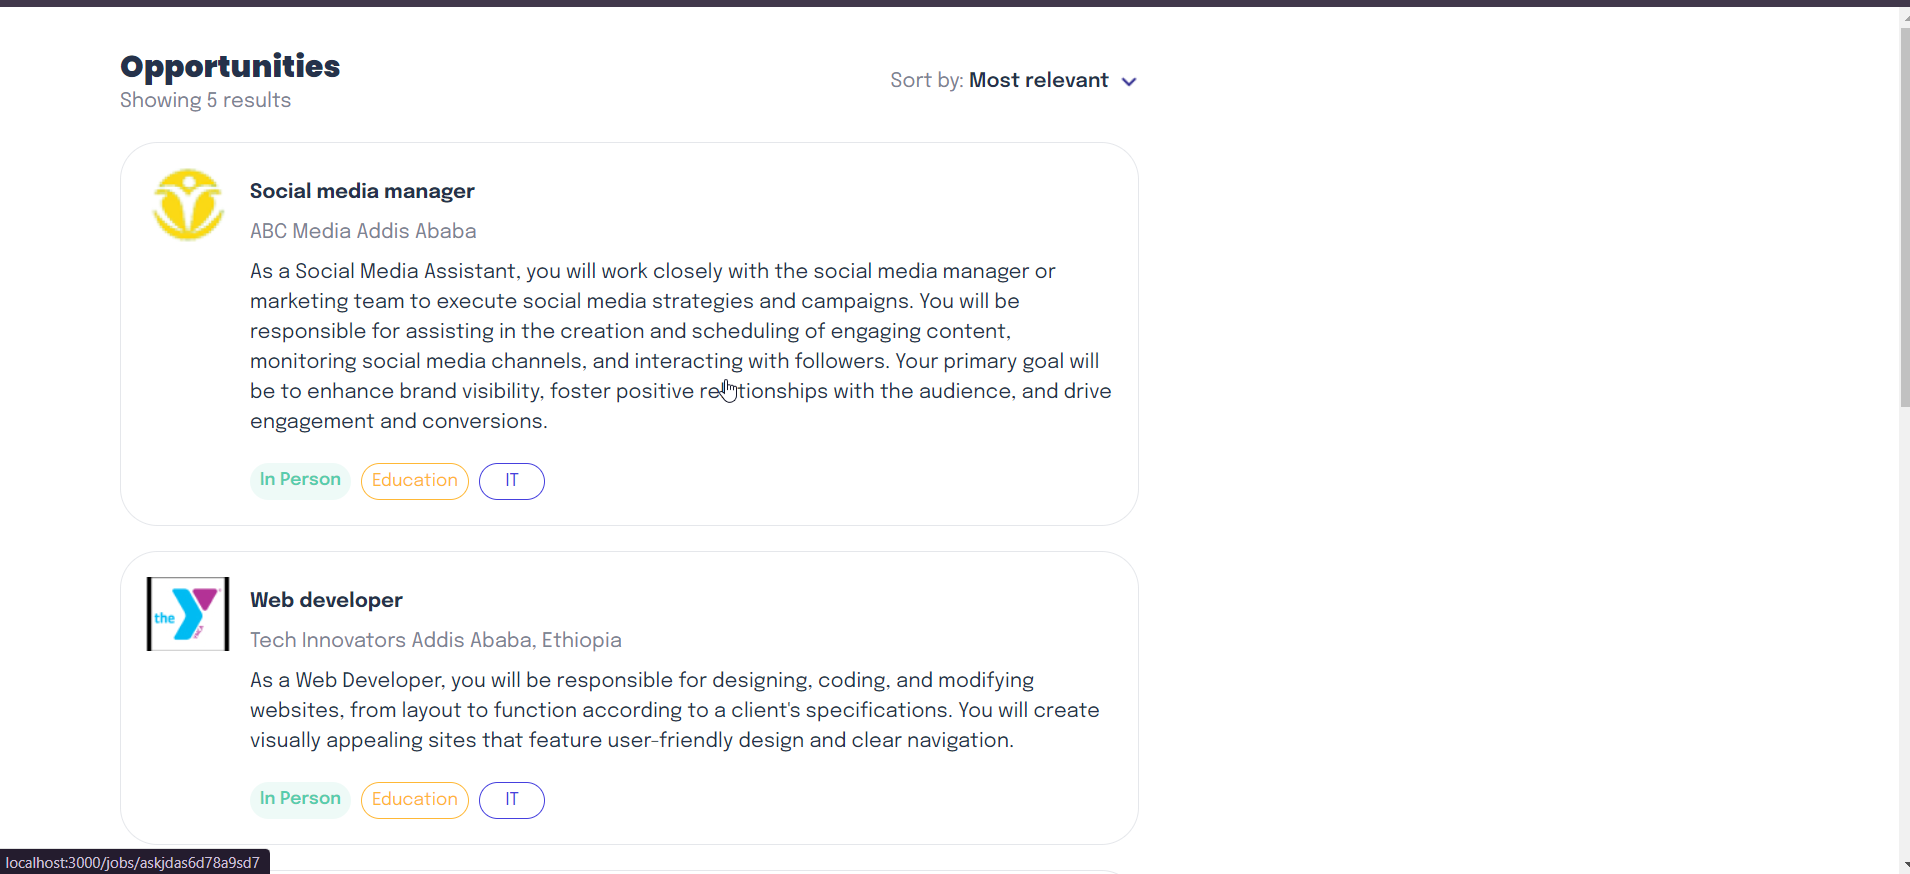 Opportunities
Showing 5 results
Sort by: Most relevant
Social media manager
ABC Media Addis Ababa
As a Social Media Assistant, you will work closely with the social media manager or
marketing team to execute social media strategies and campaigns. You will be
responsible for assisting in the creation and scheduling of engaging content,
monitoring social media channels, and interacting with followers. Your primary goal will
be to enhance brand visibility, foster positive relationships with the audience, and drive
engagement and conversions.
In Person Education IT
the
YMCA
Web developer
Tech Innovators Addis Ababa, Ethiopia
As a Web Developer, you will be responsible for designing, coding, and modifying
websites, from layout to function according to a client's specifications. You will create
visually appealing sites that feature user-friendly design and clear navigation.
In Person Education IT
localhost:3000/jobs/askjdas6d78a9sd7